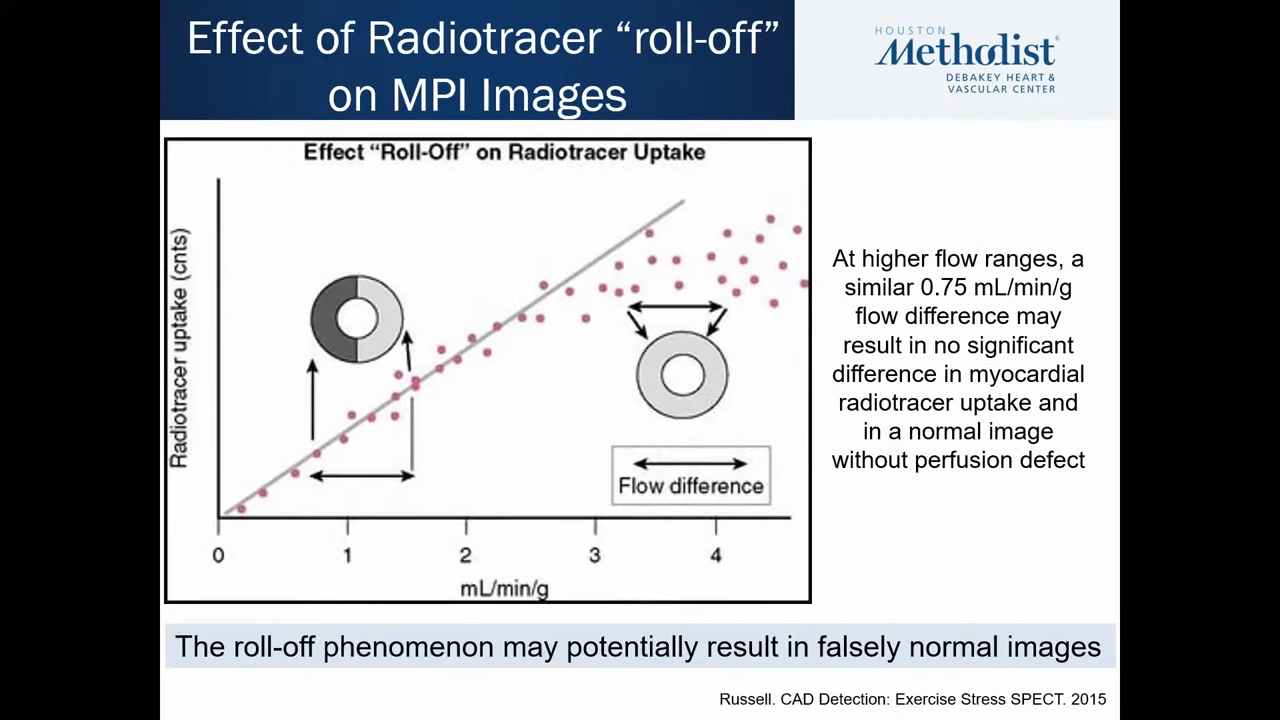 Effect of Radiotracer “roll-off”
on MPI Images
HOUSTON
Methodist
DEBAKEY HEART &
VASCULAR CENTER
Effect “Roll-Off” on Radiotracer Uptake
Radiotracer uptake (cnts)
Flow difference
0 1 2 3 4
mL/min/g
At higher flow ranges, a
similar 0.75 mL/min/g
flow difference may
result in no significant
difference in myocardial
radiotracer uptake and
in a normal image
without perfusion defect
The roll-off phenomenon may potentially result in falsely normal images
Russell. CAD Detection: Exercise Stress SPECT. 2015